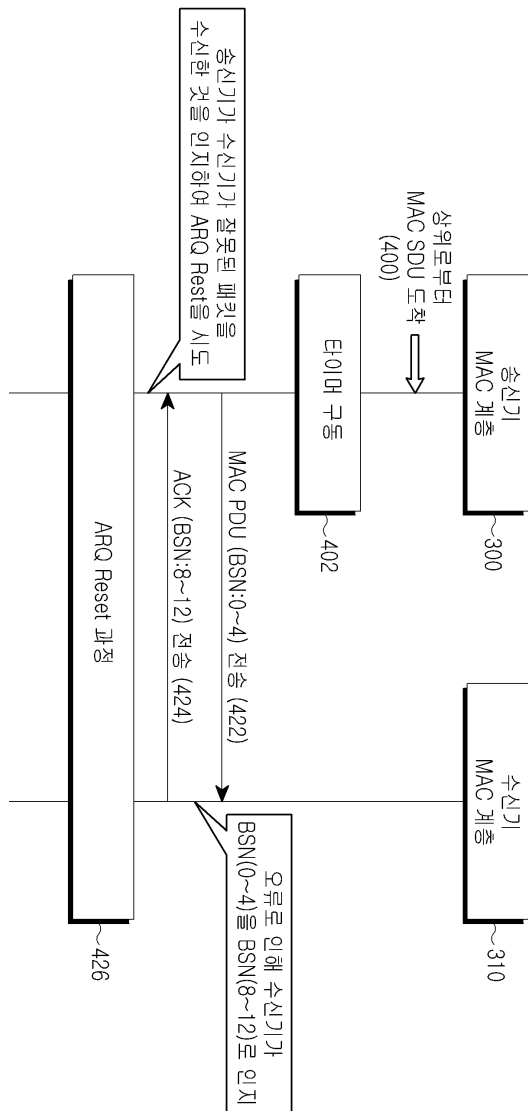 송신기
MAC 계층
300
수신기
MAC 계층
310
상위로부터
MAC SDU 도착
(400)
타이머 구동
402
MAC PDU (BSN:0~4) 전송 (422)
오류로 인해 수신기가
BSN(0~4)을 BSN(8~12)로 인지
ACK (BSN:8~12) 전송 (424)
송신기가 수신기가 잘못된 패킷을
수신한 것을 인지하여 ARQ Rest을 시도
ARQ Reset 과정
426